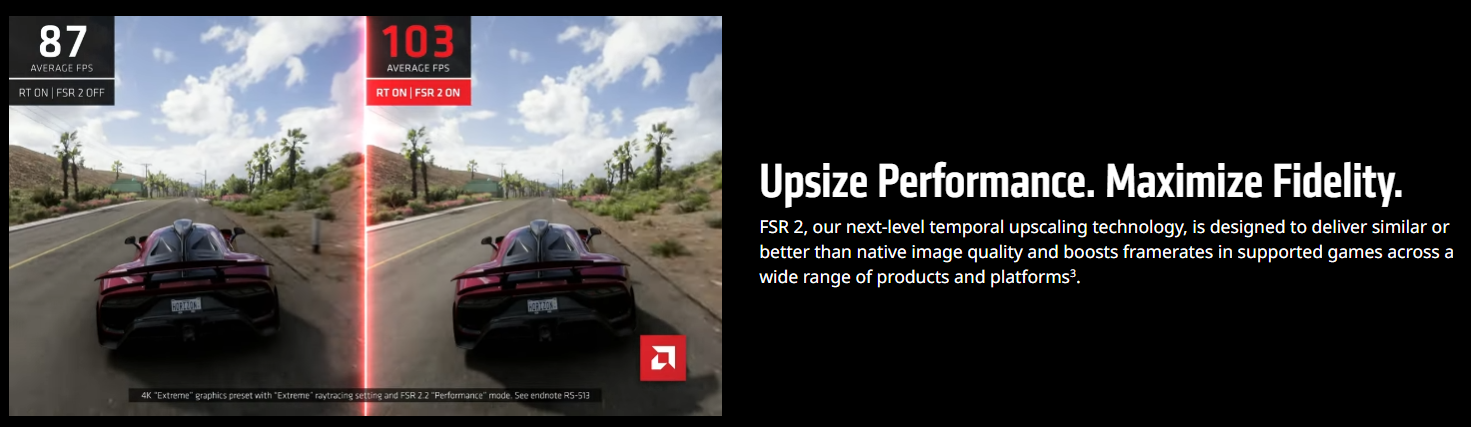 87
AVERAGE FPS
RT ON | FSR 2 OFF
103
AVERAGE FPS
RT ON | FSR 2 ON
HORIZON
HORIZON
4K "Extreme" graphics preset with "Extreme" raytracing setting and FSR 2.2 "Performance" mode. See endnote RS-513
Upsize Performance. Maximize Fidelity.
FSR 2, our next-level temporal upscaling technology, is designed to deliver similar or
better than native image quality and boosts framerates in supported games across a
wide range of products and platforms³.